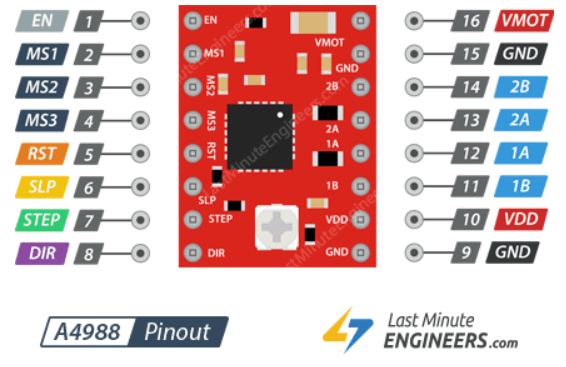 EN 1
MS1 2
MS2 3
MS3 4
RST 5
SLP 6
STEP 7
DIR 8
EN
MS1
MS2
MS3
RST
SLP
STEP
DIR
VMOT
GND
2B
2A
1A
1B
VDD
GND
LastMinuteEngineers.com
16 VMOT
15 GND
14 2B
13 2A
12 1A
11 1B
10 VDD
9 GND
A4988 Pinout
Last Minute
ENGINEERS.com